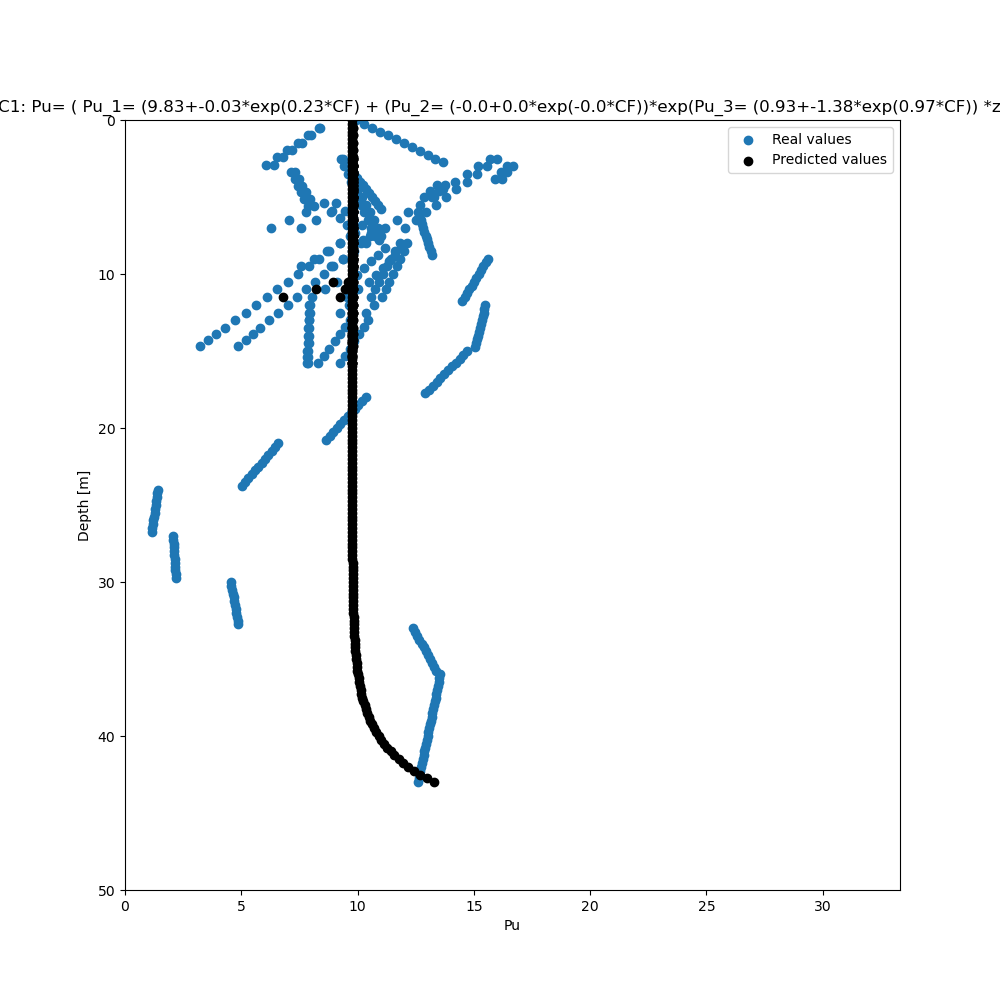 C1: Pu= ( Pu_1= (9.83+-0.03*exp(0.23*CF) + (Pu_2= (-0.0+0.0*exp(-0.0*CF))*exp(Pu_3= (0.93+-1.38*exp(0.97*CF)) *z
Real values
Predicted values
0
10
20
30
40
50
Depth [m]
0 5 10 15 20 25 30
Pu